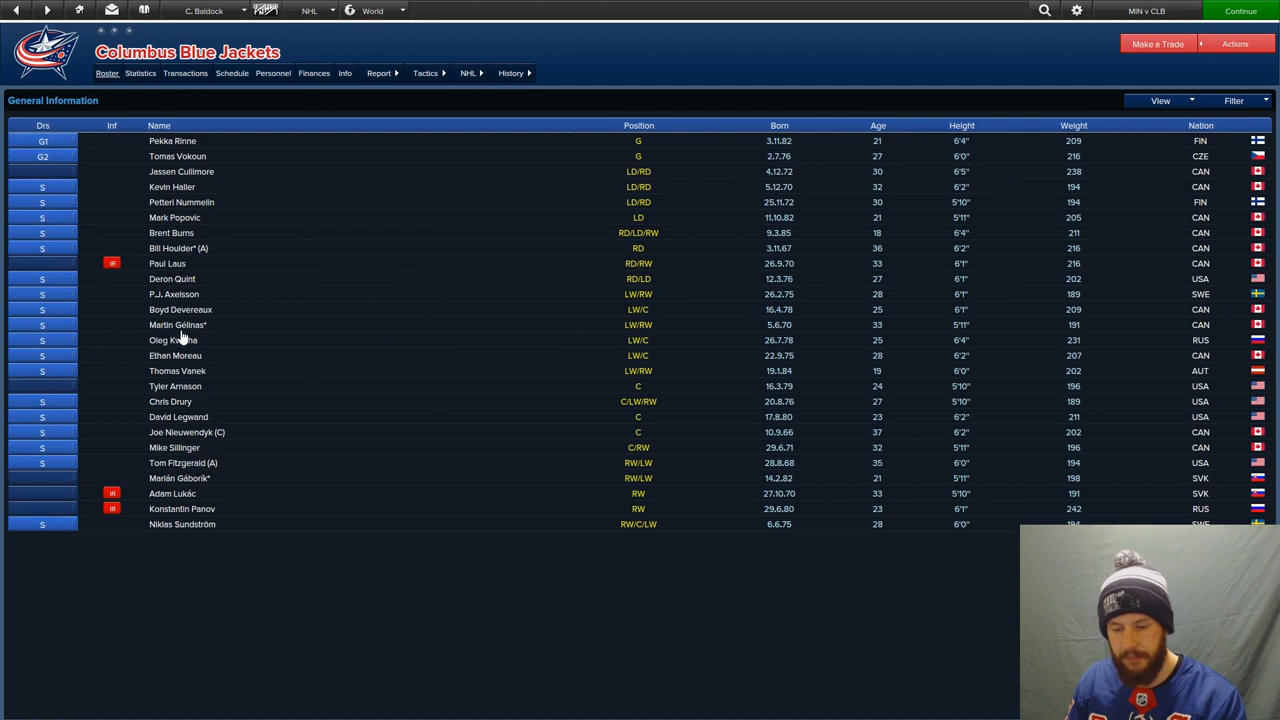 C. Baldock NHL World MIN v CLB Continue
Columbus Blue Jackets Make a Trade Actions
Roster Statistics Transactions Schedule Personnel Finances Info Report Tactics NHL History
General Information View Filter
Drs Inf Name Position Born Age Height Weight Nation
G1 Pekka Rinne G 3.11.82 21 6'4" 209 FIN
G2 Tomas Vokoun G 2.7.76 27 6'0" 216 CZE
Jassen Cullimore LD/RD 4.12.72 30 6'5" 238 CAN
S Kevin Haller LD/RD 5.12.70 32 6'2" 194 CAN
S Petteri Nummelin LD/RD 25.11.72 30 5'10" 194 FIN
S Mark Popovic LD 11.10.82 21 5'11" 205 CAN
S Brent Burns RD/LD/RW 9.3.85 18 6'4" 211 CAN
S Bill Houlder* (A) RD 3.11.67 36 6'2" 216 CAN
IR Paul Laus RD/RW 26.9.70 33 6'1" 216 CAN
S Deron Quint RD/LD 12.3.76 27 6'1" 202 USA
S P.J. Axelsson LW/RW 26.2.75 28 6'1" 189 SWE
S Boyd Devereaux LW/C 16.4.78 25 6'1" 209 CAN
S Martin Gélinas* LW/RW 5.6.70 33 5'11" 191 CAN
S Oleg LW/C 26.7.78 25 6'4" 231 RUS
S Ethan Moreau LW/C 22.9.75 28 6'2" 207 CAN
S Thomas Vanek LW/RW 19.1.84 19 6'0" 202 AUT
Tyler Arnason C 16.3.79 24 5'10" 196 USA
S Chris Drury C/LW/RW 20.8.76 27 5'10" 189 USA
S David Legwand C 17.8.80 23 6'2" 211 USA
S Joe Nieuwendyk (C) C 10.9.66 37 6'2" 202 CAN
S Mike Sillinger C/RW 29.6.71 32 5'11" 196 CAN
S Tom Fitzgerald (A) RW/LW 28.8.68 35 6'0" 194 USA
Marián Gáborík* RW/LW 14.2.82 21 5'11" 198 SVK
IR Adam Lukác RW 27.10.70 33 5'10" 191 SVK
IR Konstantin Panov RW 29.6.80 23 6'1" 242 RUS
S Niklas Sundström RW/C/LW 6.6.75 28 6'0" 194 SWE